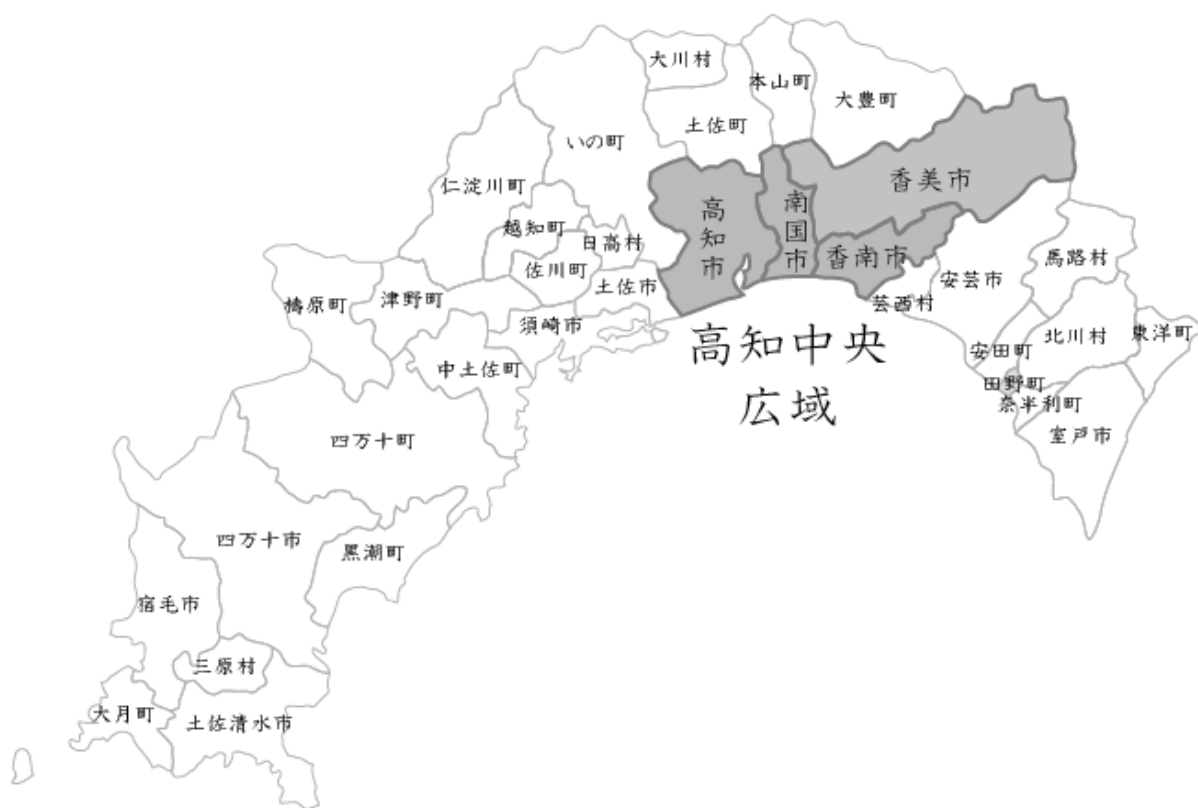 大川村
本山町
大豊町
土佐町
いの町
仁淀川町
越知町
日高村
佐川町
土佐市
高知市
南国市
香美市
香南市
馬路村
安芸市
芸西村
檮原町
津野町
須崎市
中土佐町
高知中央
広域
安田町
北川村
東洋町
田野町
奈半利町
室戸市
四万十町
四万十市
黒潮町
宿毛市
三原村
大月町
土佐清水市